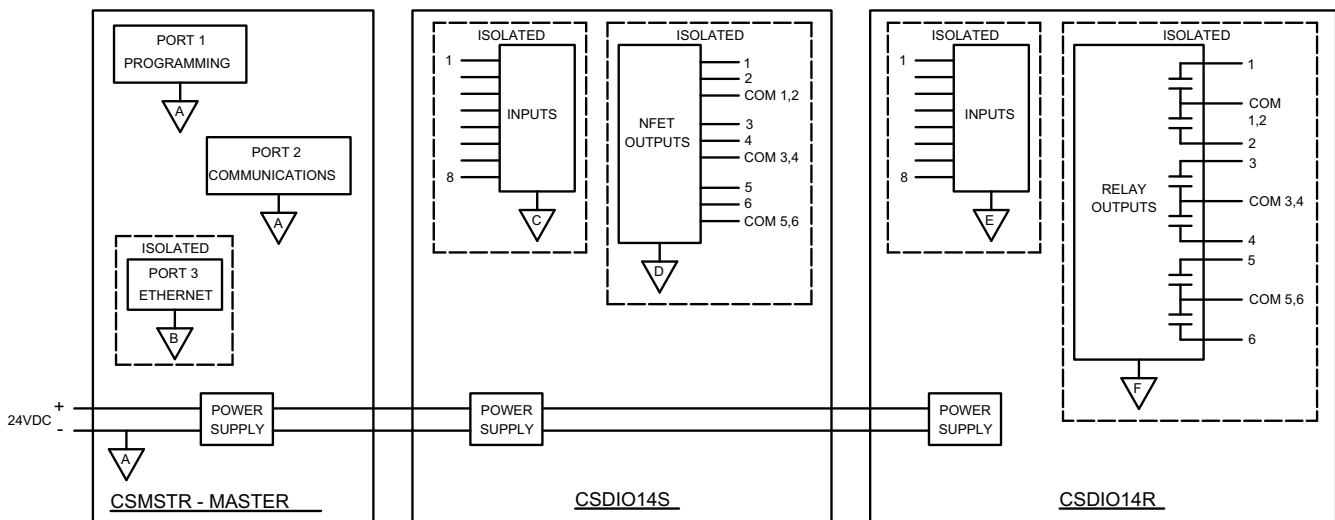 PORT 1
PROGRAMMING
A
PORT 2
COMMUNICATIONS
A
ISOLATED
PORT 3
ETHERNET
B
24VDC
+
-
A
POWER
SUPPLY
CSMSTR - MASTER
ISOLATED
1
8
INPUTS
C
ISOLATED
NFET
OUTPUTS
1
2
COM 1,2
3
4
COM 3,4
5
6
COM 5,6
D
POWER
SUPPLY
CSDIO14S
ISOLATED
1
8
INPUTS
E
ISOLATED
RELAY
OUTPUTS
1
COM
1,2
2
3
COM 3,4
4
5
COM 5,6
6
F
POWER
SUPPLY
CSDIO14R